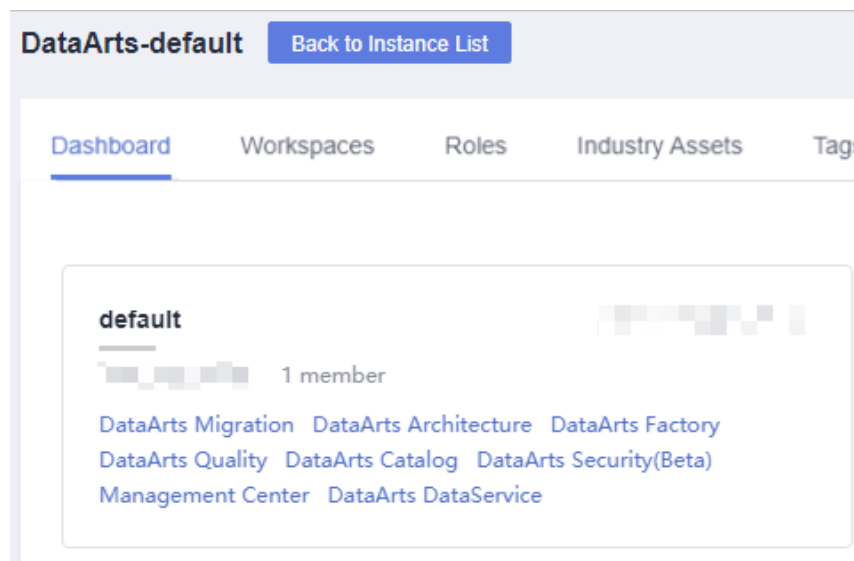 DataArts-default Back to Instance List
Dashboard Workspaces Roles Industry Assets
default
1 member
DataArts Migration DataArts Architecture DataArts Factory
DataArts Quality DataArts Catalog DataArts Security(Beta)
Management Center DataArts DataService